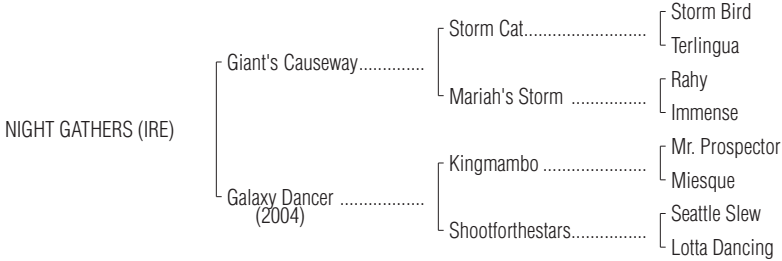 Storm Bird
Storm Cat........................
Terlingua
Giant's Causeway..............
Rahy
Mariah's Storm ................
Immense
NIGHT GATHERS (IRE)
Mr. Prospector
Kingmambo ......................
Miesque
Galaxy Dancer ..................
(2004)
Seattle Slew
Shootforthestars................
Lotta Dancing